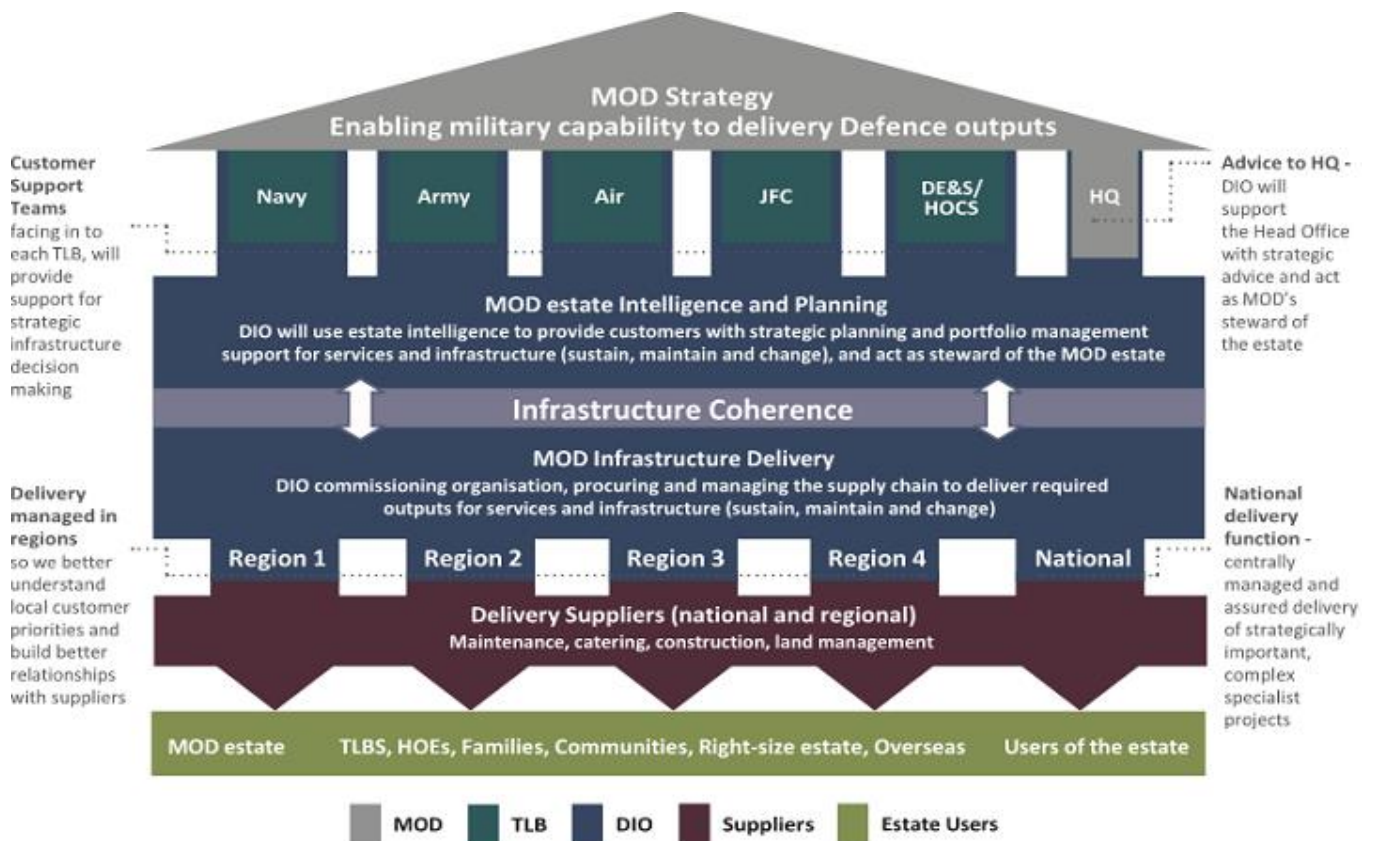 MOD Strategy
Enabling military capability to delivery Defence outputs
Customer
Support
Teams
facing in to
each TLB, will
provide
support for
strategic
infrastructure
decision
making
Navy
Army
Air
JFC
DE&S/
HOCS
HQ
Advice to HQ -
DIO will
support
the Head Office
with strategic
advice and act
as MOD's
steward of
the estate
MOD estate Intelligence and Planning
DIO will use estate intelligence to provide customers with strategic planning and portfolio management
support for services and infrastructure (sustain, maintain and change), and act as steward of the MOD estate
Infrastructure Coherence
MOD Infrastructure Delivery
DIO commissioning organisation, procuring and managing the supply chain to deliver required
outputs for services and infrastructure (sustain, maintain and change)
Delivery
managed in
regions
so we better
understand
local customer
priorities and
build better
relationships
with suppliers
Region 1
Region 2
Region 3
Region 4
National
National
delivery
function -
centrally
managed and
assured delivery
of strategically
important,
complex
specialist
projects
Delivery Suppliers (national and regional)
Maintenance, catering, construction, land management
MOD estate
TLBS, HOEs, Families, Communities, Right-size estate, Overseas
Users of the estate
MOD
TLB
DIO
Suppliers
Estate Users